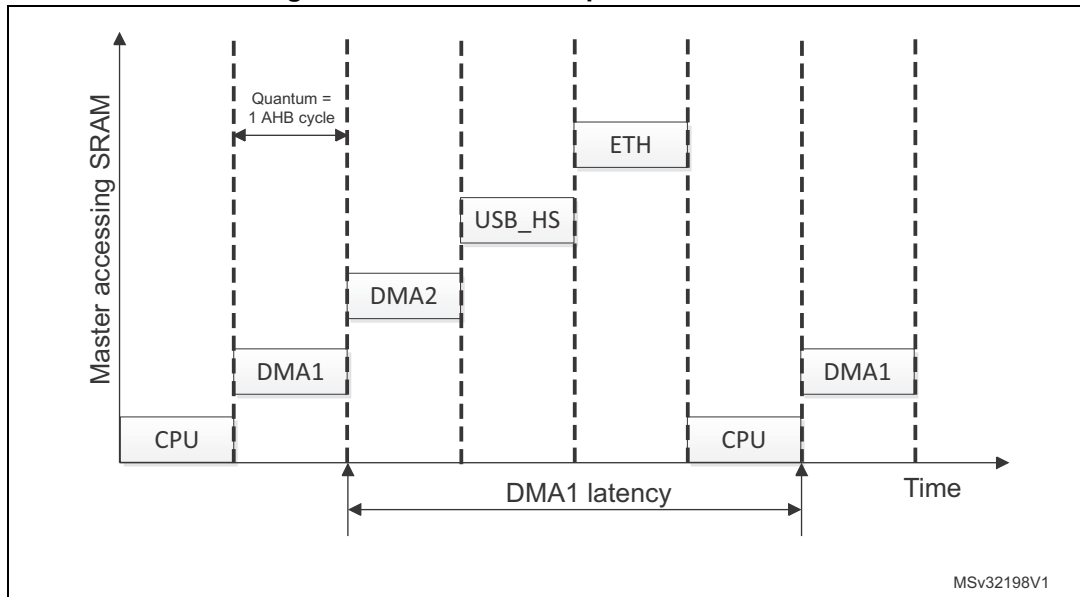 Master accessing SRAM
Quantum =
1 AHB cycle
ETH
USB_HS
DMA2
DMA1
DMA1
CPU
CPU
DMA1 latency
Time
MSv32198V1